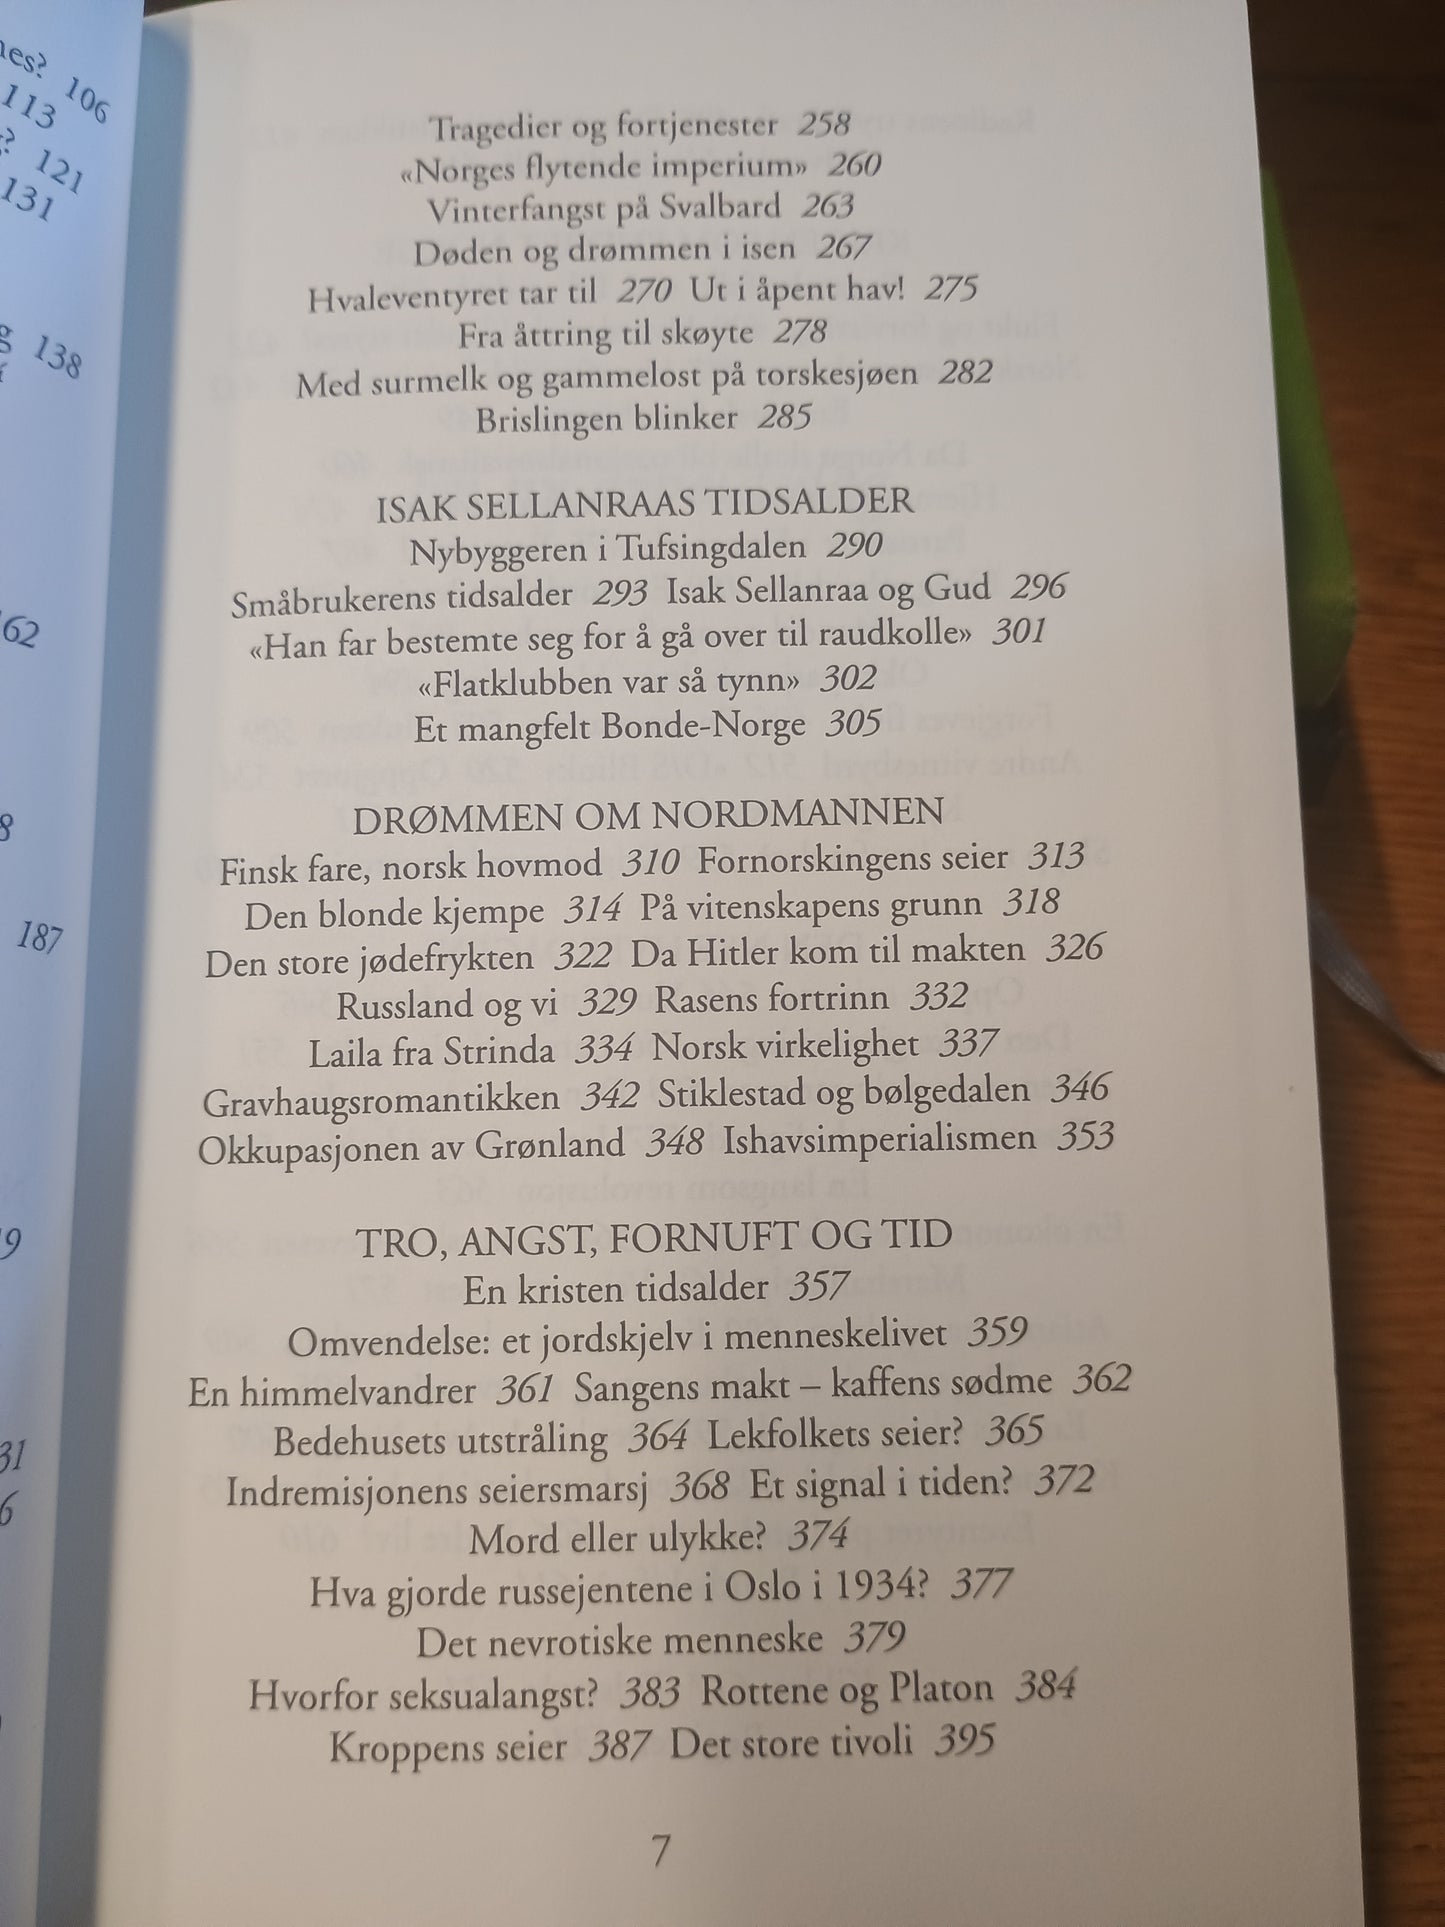 106
113
121
131
138
187
Tragedier og fortjenester 258
«Norges flytende imperium» 260
Vinterfangst på Svalbard 263
Døden og drømmen i isen 267
Hvaleventyret tar til 270 Ut i åpent hav! 275
Fra åttring til skøyte 278
Med surmelk og gammelost på torskesjøen 282
Brislingen blinker 285
ISAK SELLANRAAS TIDSALDER
Nybyggeren i Tufsingdalen 290
Småbrukerens tidsalder 293 Isak Sellanraa og Gud 296
«Han far bestemte seg for å gå over til raudkolle» 301
«Flatklubben var så tynn» 302
Et mangfelt Bonde-Norge 305
DRØMMEN OM NORDMANNEN
Finsk fare, norsk hovmod 310 Fornorskingens seier 313
Den blonde kjempe 314 På vitenskapens grunn 318
Den store jødefrykten 322 Da Hitler kom til makten 326
Russland og vi 329 Rasens fortrinn 332
Laila fra Strinda 334 Norsk virkelighet 337
Gravhaugsromantikken 342 Stiklestad og bølgedalen 346
Okkupasjonen av Grønland 348 Ishavsimperialismen 353
TRO, ANGST, FORNUFT OG TID
En kristen tidsalder 357
Omvendelse: et jordskjelv i menneskelivet 359
En himmelvandrer 361 Sangens makt – kaffens sødme 362
Bedehusets utstråling 364 Lekfolkets seier? 365
Indremisjonens seiersmarsj 368 Et signal i tiden? 372
Mord eller ulykke? 374
Hva gjorde russejentene i Oslo i 1934? 377
Det nevrotiske menneske 379
Hvorfor seksualangst? 383 Rottene og Platon 384
Kroppens seier 387 Det store tivoli 395
7